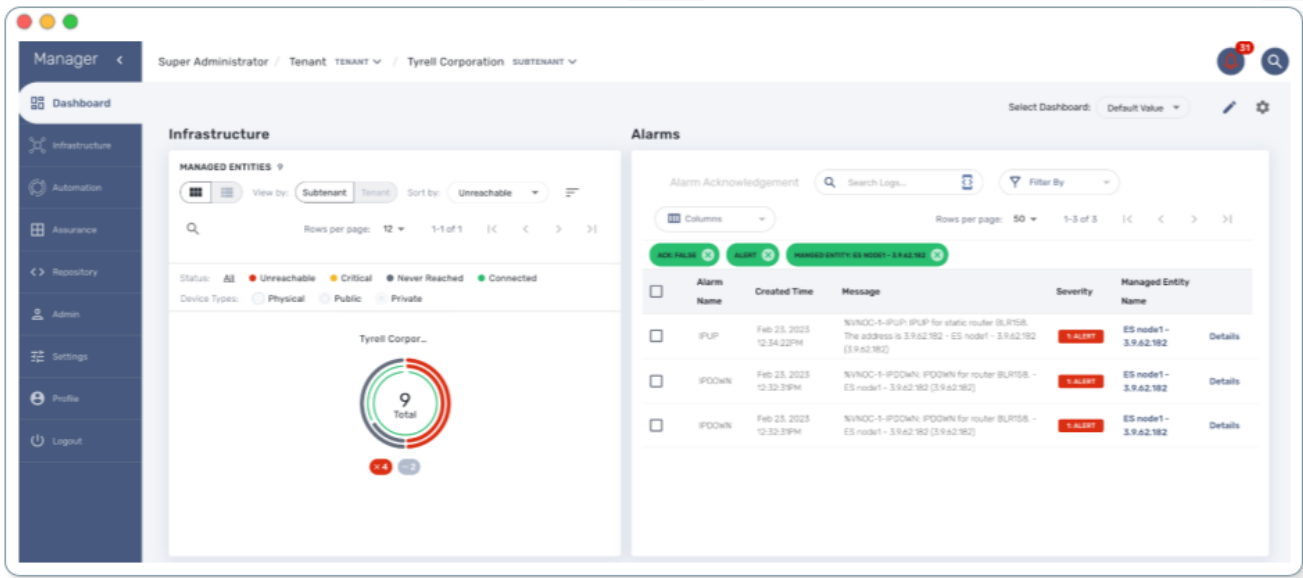 Manager
Super Administrator / Tenant TENANT / Tyrell Corporation SUBTENANT
31
Dashboard
Infrastructure
Automation
Assurance
Repository
Admin
Settings
Profile
Logout
Select Dashboard: Default Value
Infrastructure
MANAGED ENTITIES 9
View by: Subtenant Tenant Sort by: Unreachable
Rows per page: 12 1-1 of 1
Status: All Unreachable Critical Never Reached Connected
Device Types: Physical Public Private
Tyrell Corpor...
9
Total
×4 −2
Alarms
Alarm Acknowledgement Search Logs... Filter By
Columns Rows per page: 50 1-3 of 3
ACK: FALSE ALERT MANGED ENTITY: ES NODE1 - 3.9.62.182
Alarm Name Created Time Message Severity Managed Entity Name
IPUP Feb 23, 2023 12:34:22PM %VNOC-1-IPUP: IPUP for static router BLR158. The address is 3.9.62.182 - ES node1 - 3.9.62.182 (3.9.62.182) 1: ALERT ES node1 - 3.9.62.182 Details
IPDOWN Feb 23, 2023 12:32:31PM %VNOC-1-IPDOWN: IPDOWN for router BLR158. - ES node1 - 3.9.62.182 (3.9.62.182) 1: ALERT ES node1 - 3.9.62.182 Details
IPDOWN Feb 23, 2023 12:32:31PM %VNOC-1-IPDOWN: IPDOWN for router BLR158. - ES node1 - 3.9.62.182 (3.9.62.182) 1: ALERT ES node1 - 3.9.62.182 Details